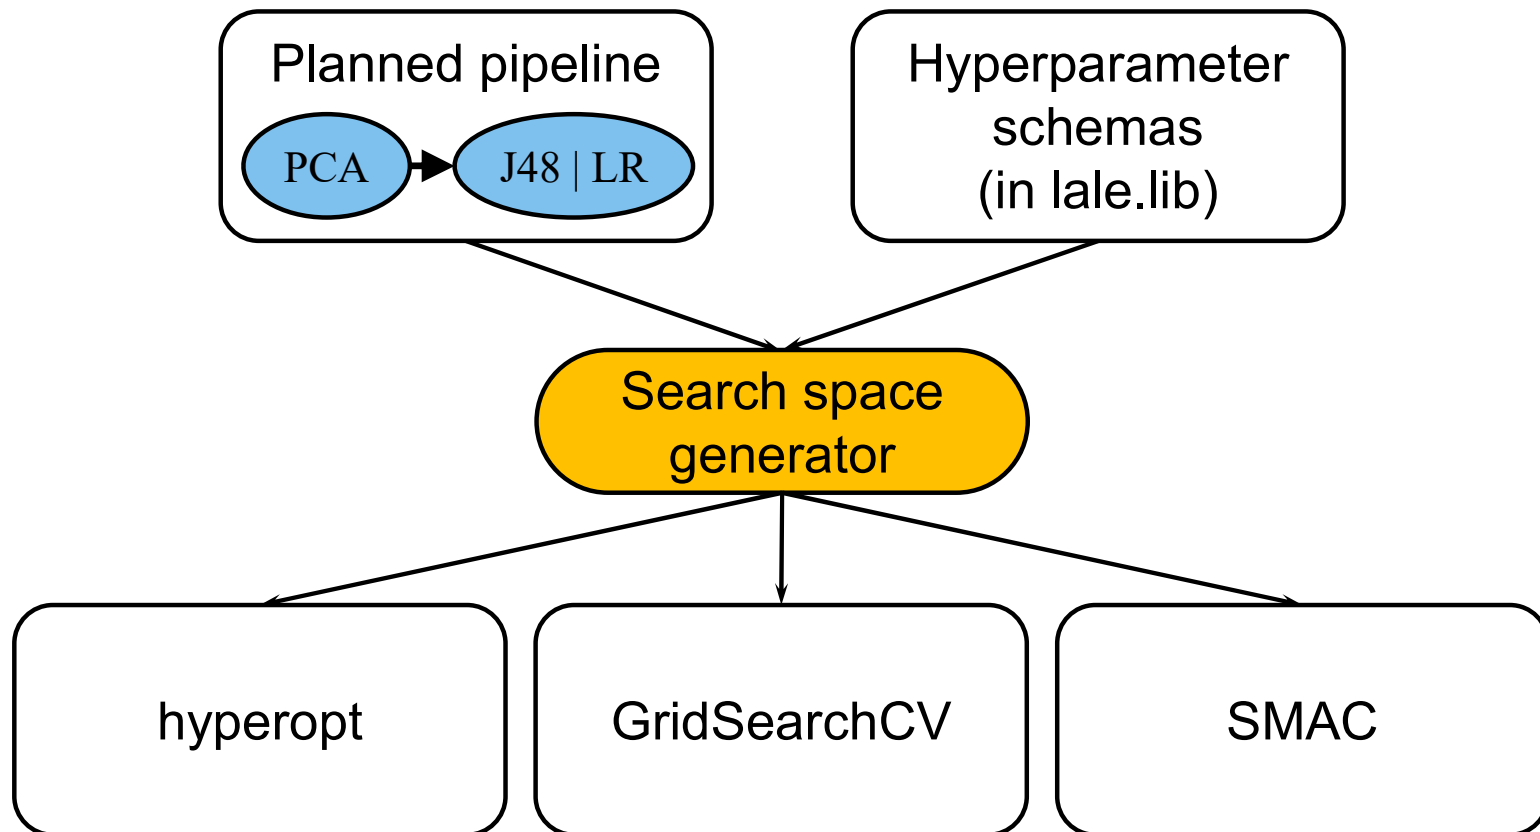 Planned pipeline
PCA
J48 | LR
Hyperparameter
schemas
(in lale.lib)
Search space
generator
hyperopt
GridSearchCV
SMAC